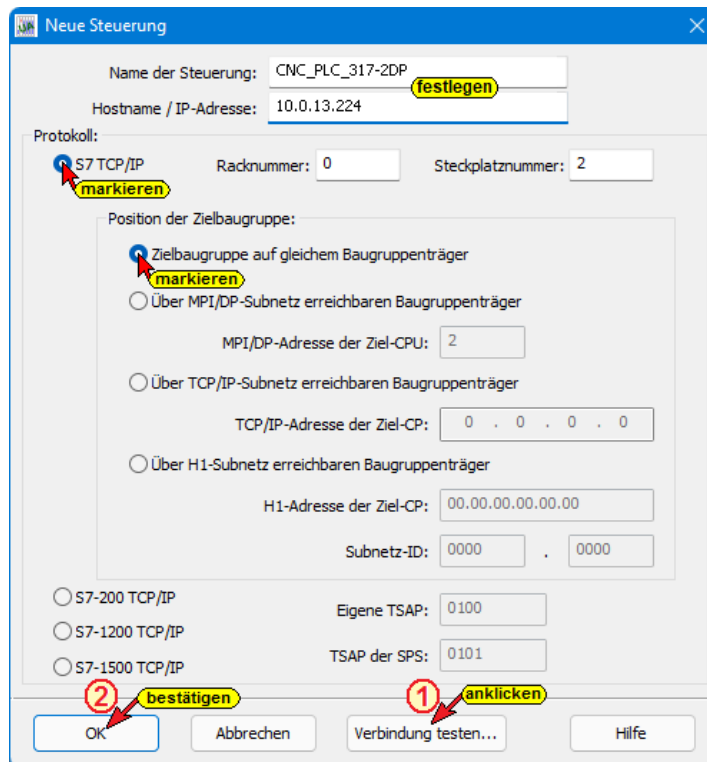 Neue Steuerung
Name der Steuerung: CNC_PLC_317-2DP
festlegen
Hostname / IP-Adresse: 10.0.13.224
Protokoll:
S7 TCP/IP Racknummer: 0 Steckplatznummer: 2
markieren
Position der Zielbaugruppe:
Zielbaugruppe auf gleichem Baugruppenträger
markieren
Über MPI/DP-Subnetz erreichbaren Baugruppenträger
MPI/DP-Adresse der Ziel-CPU: 2
Über TCP/IP-Subnetz erreichbaren Baugruppenträger
TCP/IP-Adresse der Ziel-CP: 0 . 0 . 0 . 0
Über H1-Subnetz erreichbaren Baugruppenträger
H1-Adresse der Ziel-CP: 00.00.00.00.00.00
Subnetz-ID: 0000 . 0000
S7-200 TCP/IP
Eigene TSAP: 0100
S7-1200 TCP/IP
TSAP der SPS: 0101
S7-1500 TCP/IP
2 bestätigen 1 anklicken
OK Abbrechen Verbindung testen... Hilfe